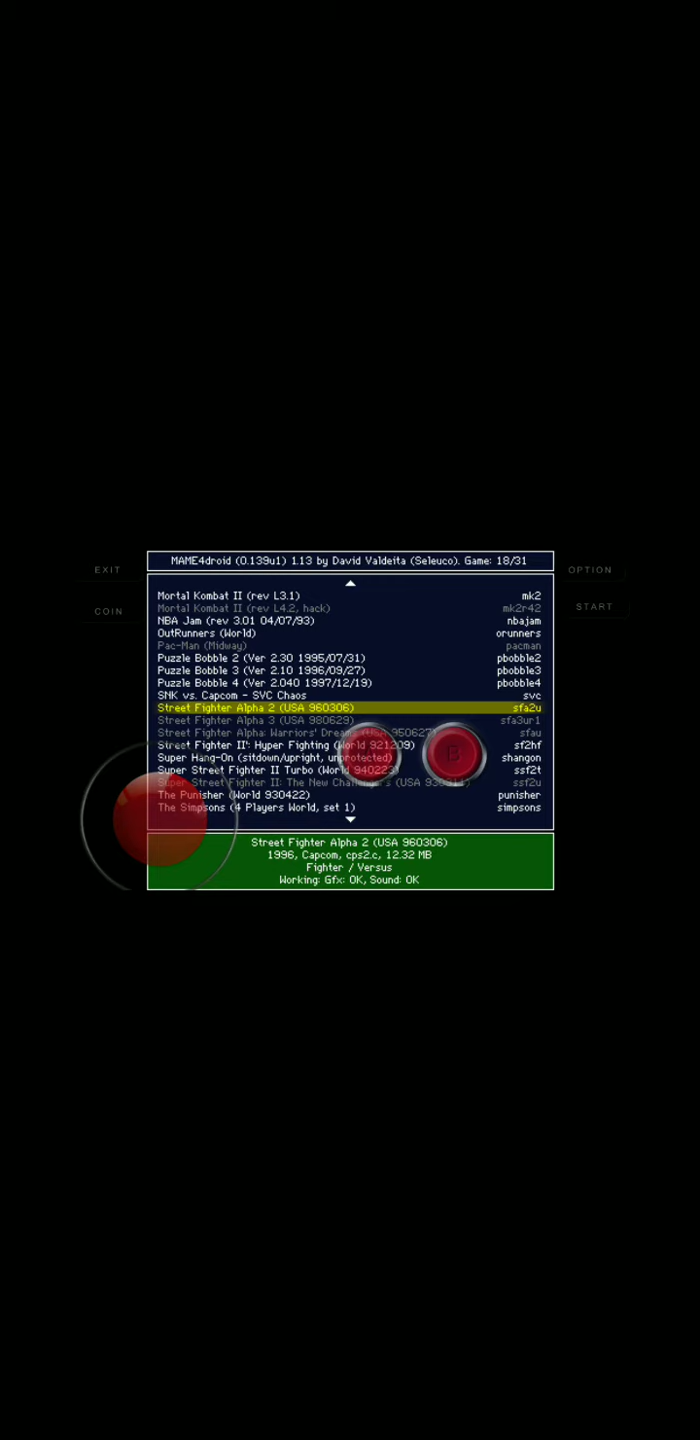 MAME4droid (0.139u1) 1.13 by David Valdeita (Seleuco). Game: 18/31
EXIT
OPTION
COIN
START
Mortal Kombat II (rev L3.1) mk2
Mortal Kombat II (rev L4.2, hack) mk2r42
NBA Jam (rev 3.01 04/07/93) nbajam
OutRunners (World) orunners
Pac-Man (Midway) pacman
Puzzle Bobble 2 (Ver 2.30 1995/07/31) pbobble2
Puzzle Bobble 3 (Ver 2.10 1996/09/27) pbobble3
Puzzle Bobble 4 (Ver 2.040 1997/12/19) pbobble4
SNK vs. Capcom - SVC Chaos svc
Street Fighter Alpha 2 (USA 960306) sfa2u
Street Fighter Alpha 3 (USA 980629) sfa3ur1
Street Fighter Alpha: Warriors' Dreams (USA 950627) sfau
Street Fighter II': Hyper Fighting (World 921209) sf2hf
Super Hang-On (sitdown/upright, unprotected) shangon
B
Super Street Fighter II Turbo (World 940223) ssf2t
Super Street Fighter II: The New Challengers (USA ssf2u
The Punisher (World 930422) punisher
The Simpsons (4 Players World, set 1) simpsons
Street Fighter Alpha 2 (USA 960306)
1996, Capcom, cps2.c, 12.32 MB
Fighter / Versus
Working: Gfx: OK, Sound: OK